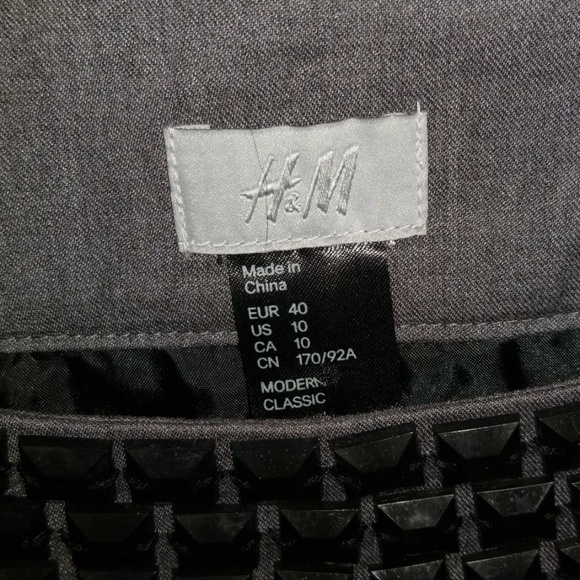 H&M
Made in
China
EUR 40
US 10
CA 10
CN 170/92A
MODERN
CLASSIC